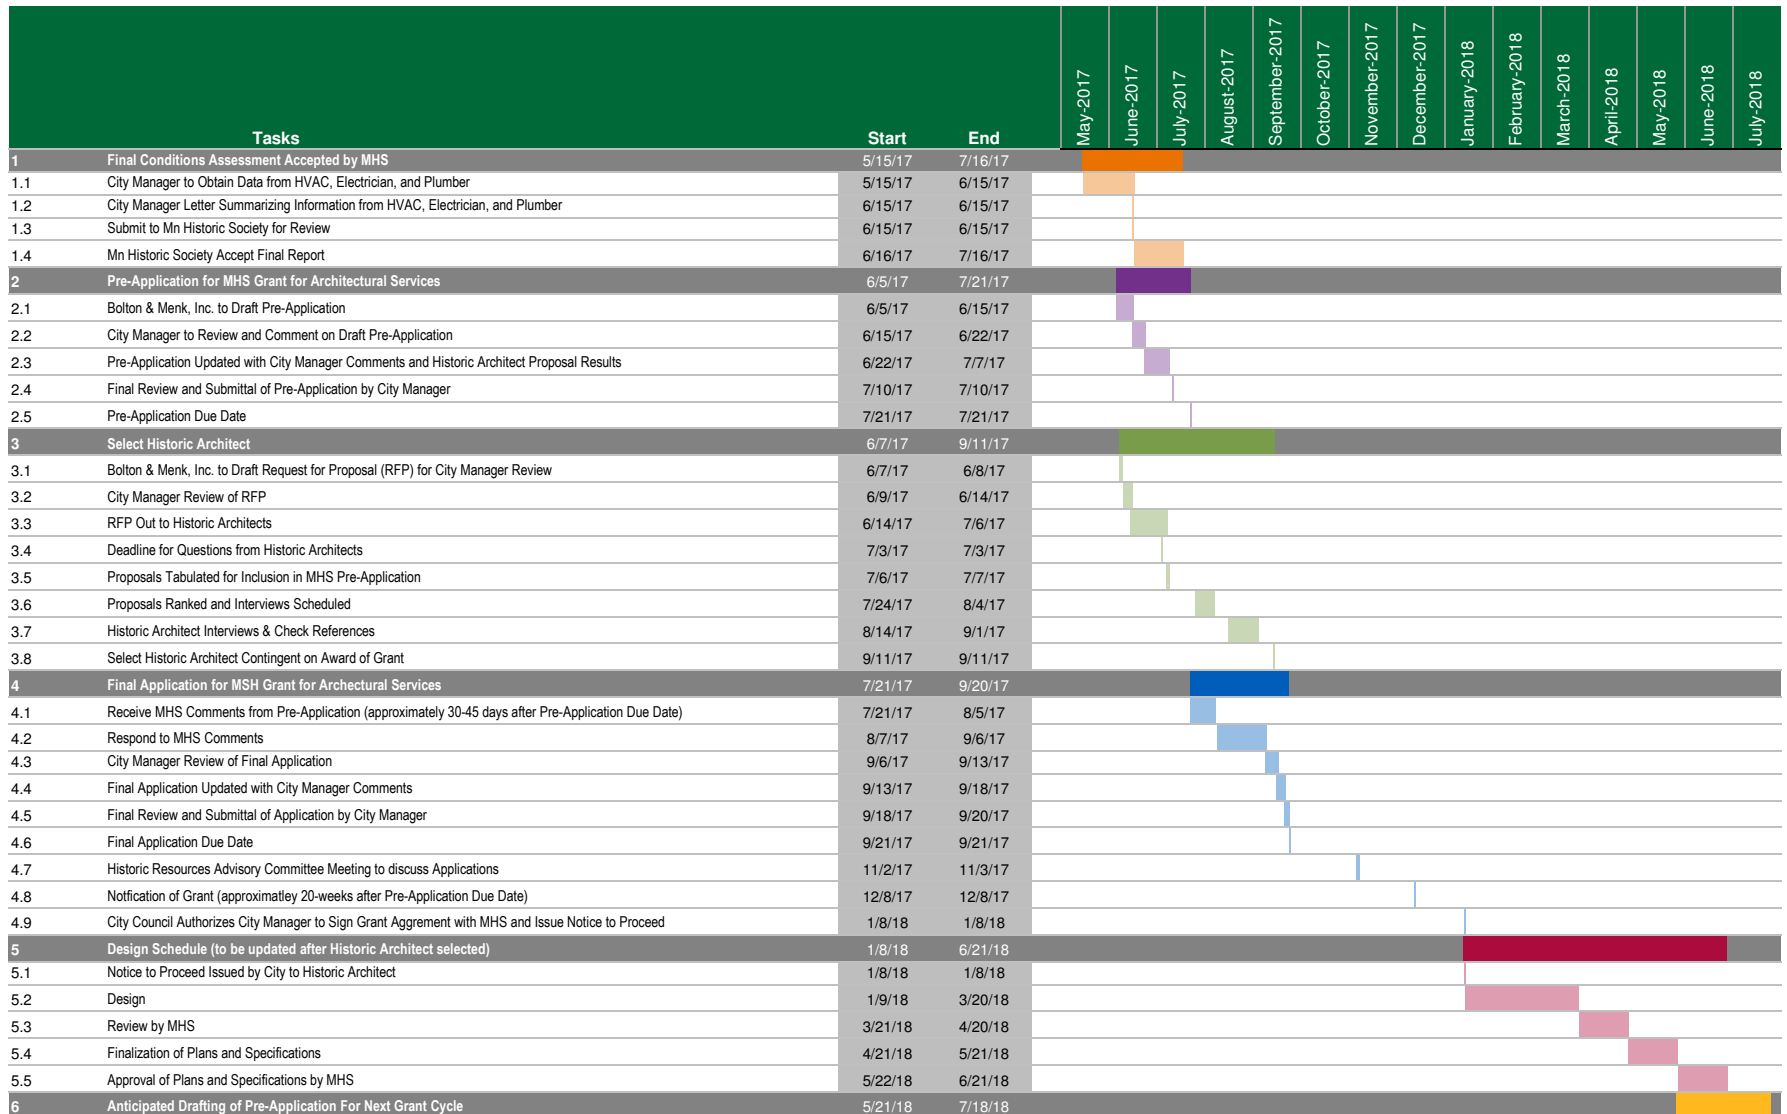 Tasks Start End May-2017 June-2017 July-2017 August-2017 September-2017 October-2017 November-2017 December-2017 January-2018 February-2018 March-2018 April-2018 May-2018 June-2018 July-2018
1 Final Conditions Assessment Accepted by MHS 5/15/17 7/16/17
1.1 City Manager to Obtain Data from HVAC, Electrician, and Plumber 5/15/17 6/15/17
1.2 City Manager Letter Summarizing Information from HVAC, Electrician, and Plumber 6/15/17 6/15/17
1.3 Submit to Mn Historic Society for Review 6/15/17 6/15/17
1.4 Mn Historic Society Accept Final Report 6/16/17 7/16/17
2 Pre-Application for MHS Grant for Architectural Services 6/5/17 7/21/17
2.1 Bolton & Menk, Inc. to Draft Pre-Application 6/5/17 6/15/17
2.2 City Manager to Review and Comment on Draft Pre-Application 6/15/17 6/22/17
2.3 Pre-Application Updated with City Manager Comments and Historic Architect Proposal Results 6/22/17 7/7/17
2.4 Final Review and Submittal of Pre-Application by City Manager 7/10/17 7/10/17
2.5 Pre-Application Due Date 7/21/17 7/21/17
3 Select Historic Architect 6/7/17 9/11/17
3.1 Bolton & Menk, Inc. to Draft Request for Proposal (RFP) for City Manager Review 6/7/17 6/8/17
3.2 City Manager Review of RFP 6/9/17 6/14/17
3.3 RFP Out to Historic Architects 6/14/17 7/6/17
3.4 Deadline for Questions from Historic Architects 7/3/17 7/3/17
3.5 Proposals Tabulated for Inclusion in MHS Pre-Application 7/6/17 7/7/17
3.6 Proposals Ranked and Interviews Scheduled 7/24/17 8/4/17
3.7 Historic Architect Interviews & Check References 8/14/17 9/1/17
3.8 Select Historic Architect Contingent on Award of Grant 9/11/17 9/11/17
4 Final Application for MSH Grant for Archectural Services 7/21/17 9/20/17
4.1 Receive MHS Comments from Pre-Application (approximately 30-45 days after Pre-Application Due Date) 7/21/17 8/5/17
4.2 Respond to MHS Comments 8/7/17 9/6/17
4.3 City Manager Review of Final Application 9/6/17 9/13/17
4.4 Final Application Updated with City Manager Comments 9/13/17 9/18/17
4.5 Final Review and Submittal of Application by City Manager 9/18/17 9/20/17
4.6 Final Application Due Date 9/21/17 9/21/17
4.7 Historic Resources Advisory Committee Meeting to discuss Applications 11/2/17 11/3/17
4.8 Notfication of Grant (approximatley 20-weeks after Pre-Application Due Date) 12/8/17 12/8/17
4.9 City Council Authorizes City Manager to Sign Grant Aggrement with MHS and Issue Notice to Proceed 1/8/18 1/8/18
5 Design Schedule (to be updated after Historic Architect selected) 1/8/18 6/21/18
5.1 Notice to Proceed Issued by City to Historic Architect 1/8/18 1/8/18
5.2 Design 1/9/18 3/20/18
5.3 Review by MHS 3/21/18 4/20/18
5.4 Finalization of Plans and Specifications 4/21/18 5/21/18
5.5 Approval of Plans and Specifications by MHS 5/22/18 6/21/18
6 Anticipated Drafting of Pre-Application For Next Grant Cycle 5/21/18 7/18/18